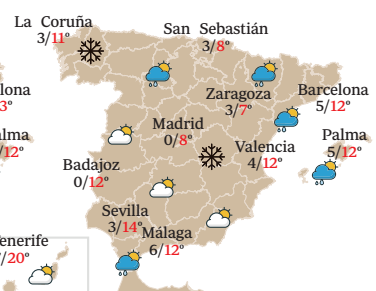 La Coruña
3/11°
San Sebastián
3/8°
Zaragoza
3/7°
Barcelona
5/12°
Madrid
0/8°
Valencia
4/12°
Palma
5/12°
Badajoz
0/12°
Sevilla
3/14°
Málaga
6/12°